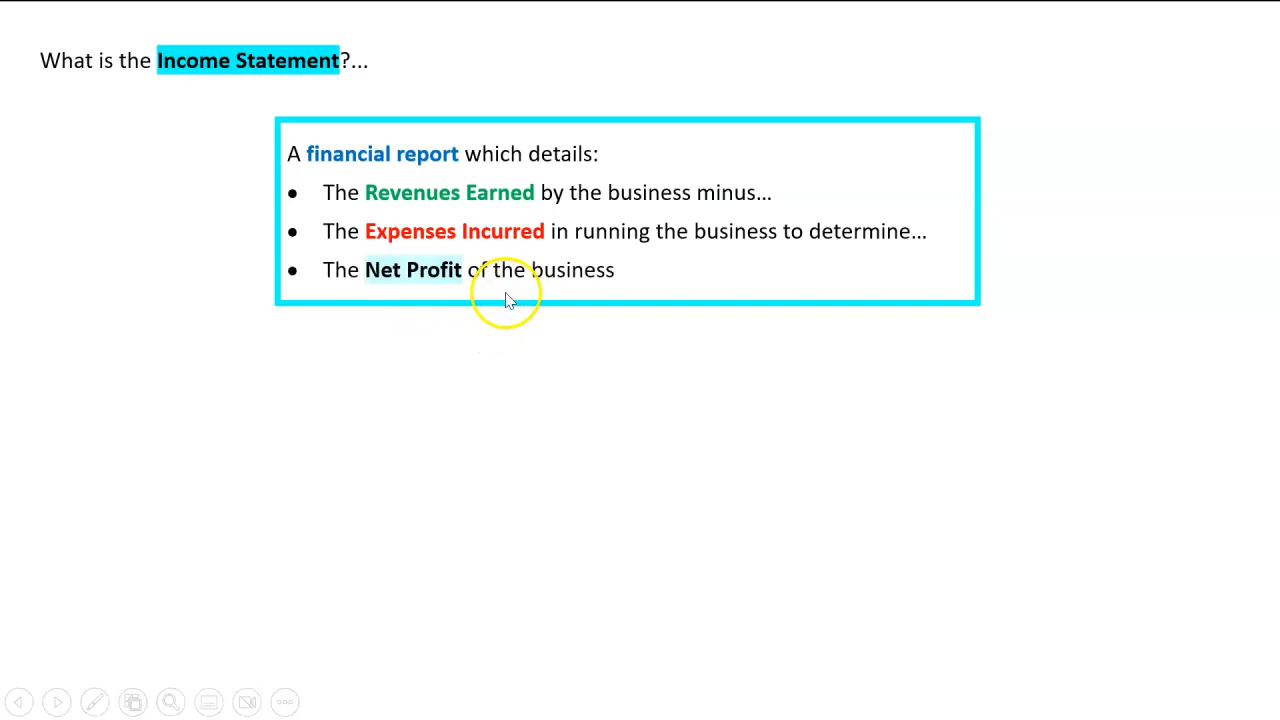 What is the Income Statement?...
A financial report which details:
• The Revenues Earned by the business minus…
• The Expenses Incurred in running the business to determine…
• The Net Profit of the business